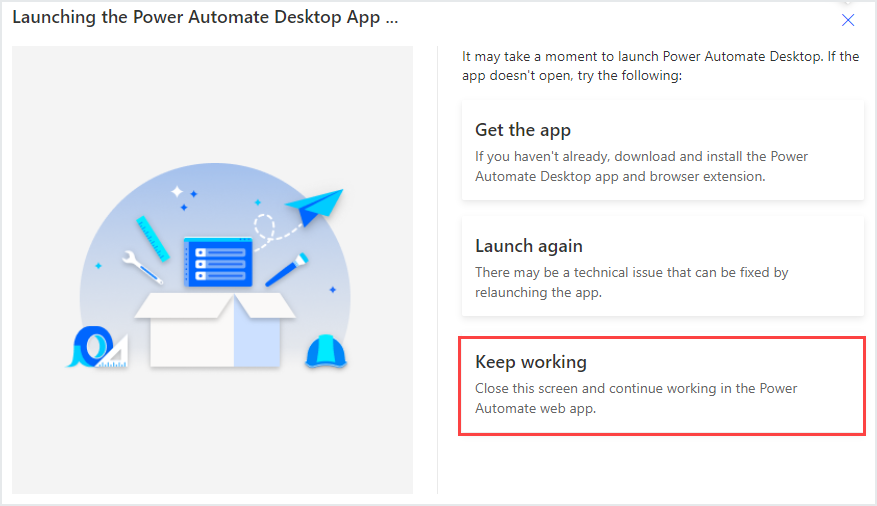 Launching the Power Automate Desktop App ...
It may take a moment to launch Power Automate Desktop. If the
app doesn't open, try the following:
Get the app
If you haven't already, download and install the Power
Automate Desktop app and browser extension.
Launch again
There may be a technical issue that can be fixed by
relaunching the app.
Keep working
Close this screen and continue working in the Power
Automate web app.